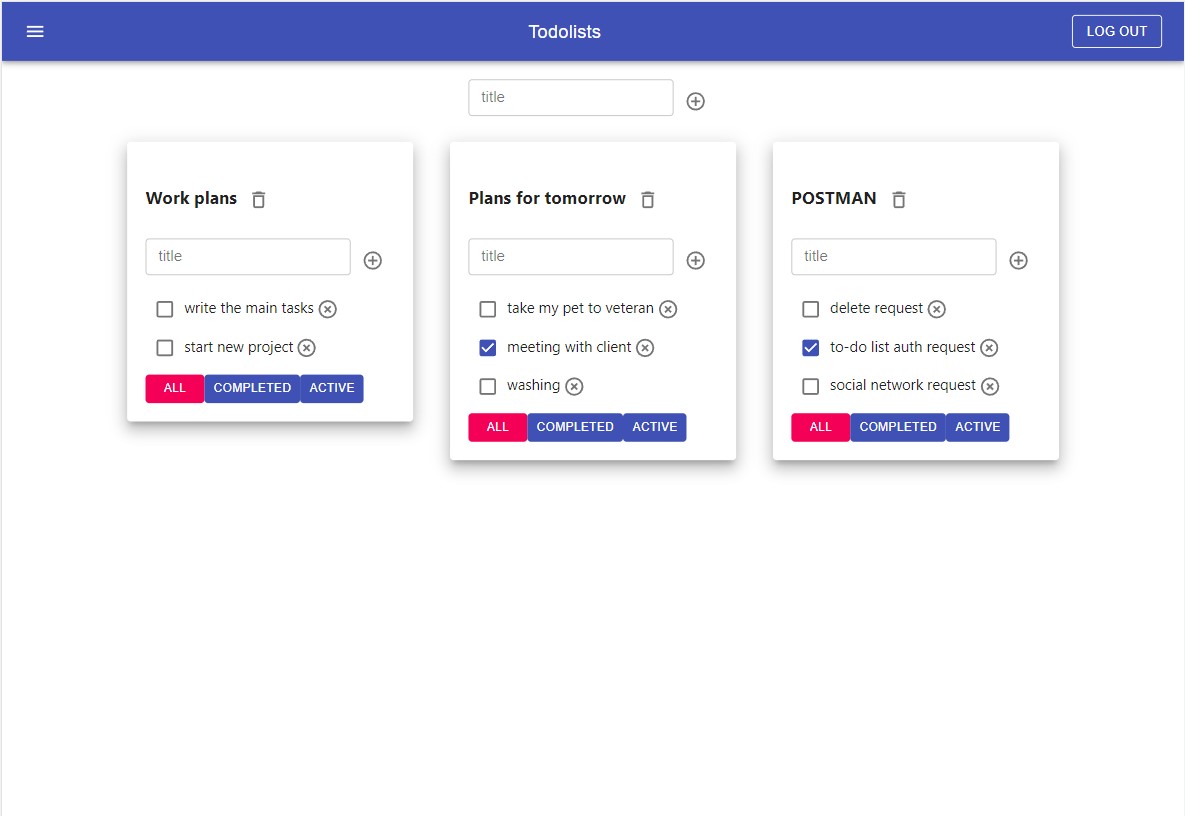 Todolists
LOG OUT
title
Work plans
title
write the main tasks
start new project
ALL COMPLETED ACTIVE
Plans for tomorrow
title
take my pet to veteran
meeting with client
washing
ALL COMPLETED ACTIVE
POSTMAN
title
delete request
to-do list auth request
social network request
ALL COMPLETED ACTIVE